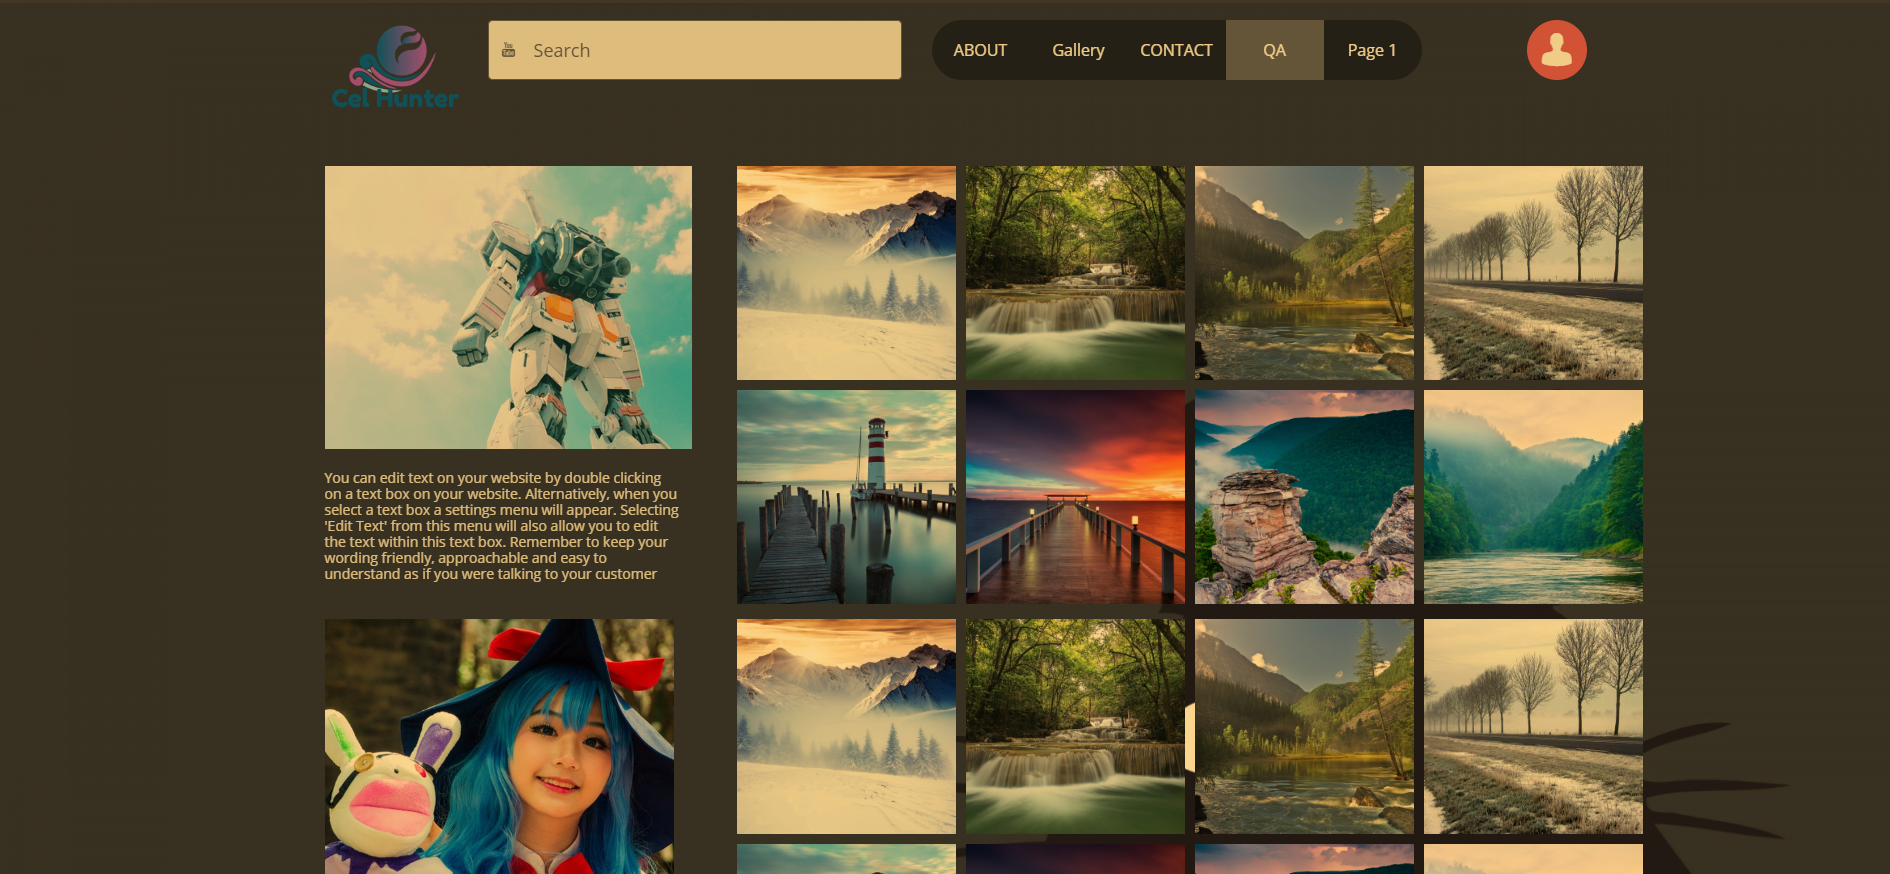 Cel Hunter
You Tube
Search
ABOUT
Gallery
CONTACT
QA
Page 1
You can edit text on your website by double clicking
on a text box on your website. Alternatively, when you
select a text box a settings menu will appear. Selecting
'Edit Text' from this menu will also allow you to edit
the text within this text box. Remember to keep your
wording friendly, approachable and easy to
understand as if you were talking to your customer